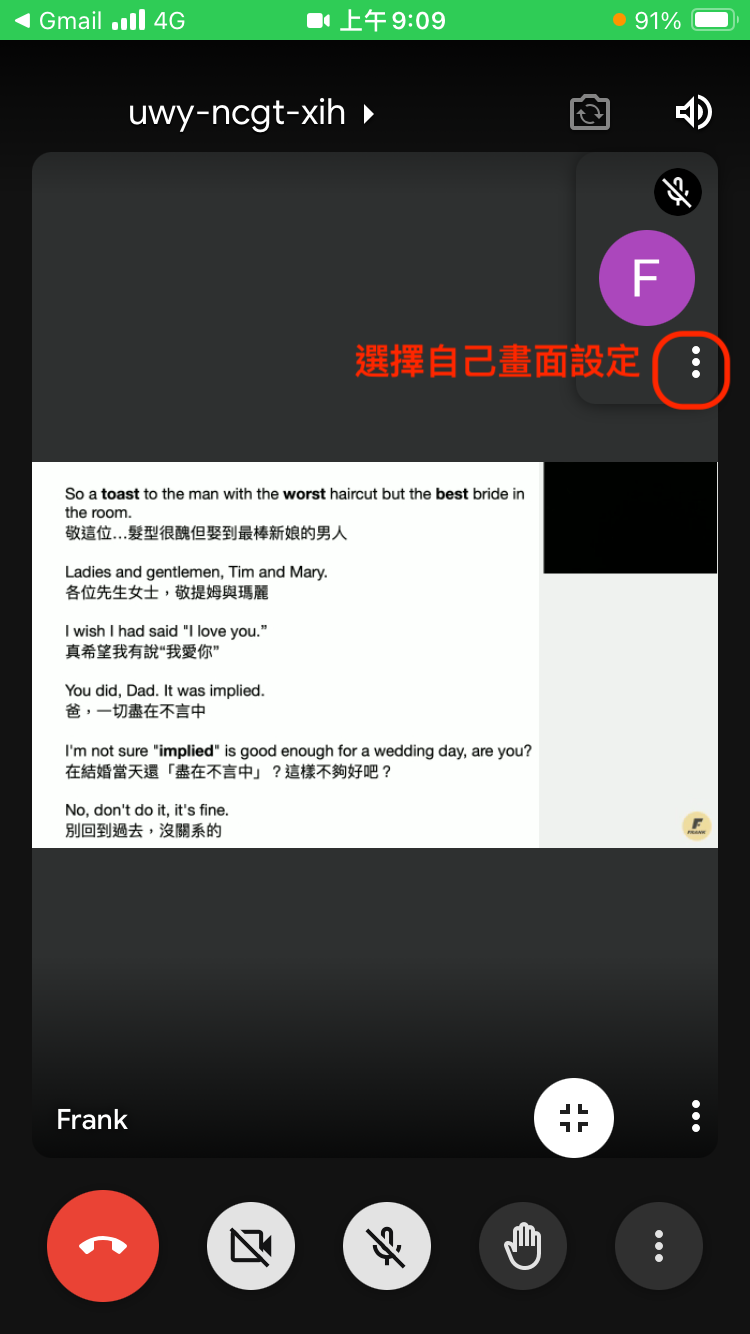 Gmail 4G 上午9:09 91%
uwy-ncgt-xih
F
選擇自己畫面設定
So a toast to the man with the worst haircut but the best bride in
the room.
敬這位…髮型很醜但娶到最棒新娘的男人
Ladies and gentlemen, Tim and Mary.
各位先生女士，敬提姆與瑪麗
I wish I had said "I love you.”
真希望我有說“我愛你”
You did, Dad. It was implied.
爸，一切盡在不言中
I'm not sure "implied" is good enough for a wedding day, are you?
在結婚當天還「盡在不言中」？這樣不夠好吧？
No, don't do it, it's fine.
別回到過去，沒關系的
F
FRANK
Frank